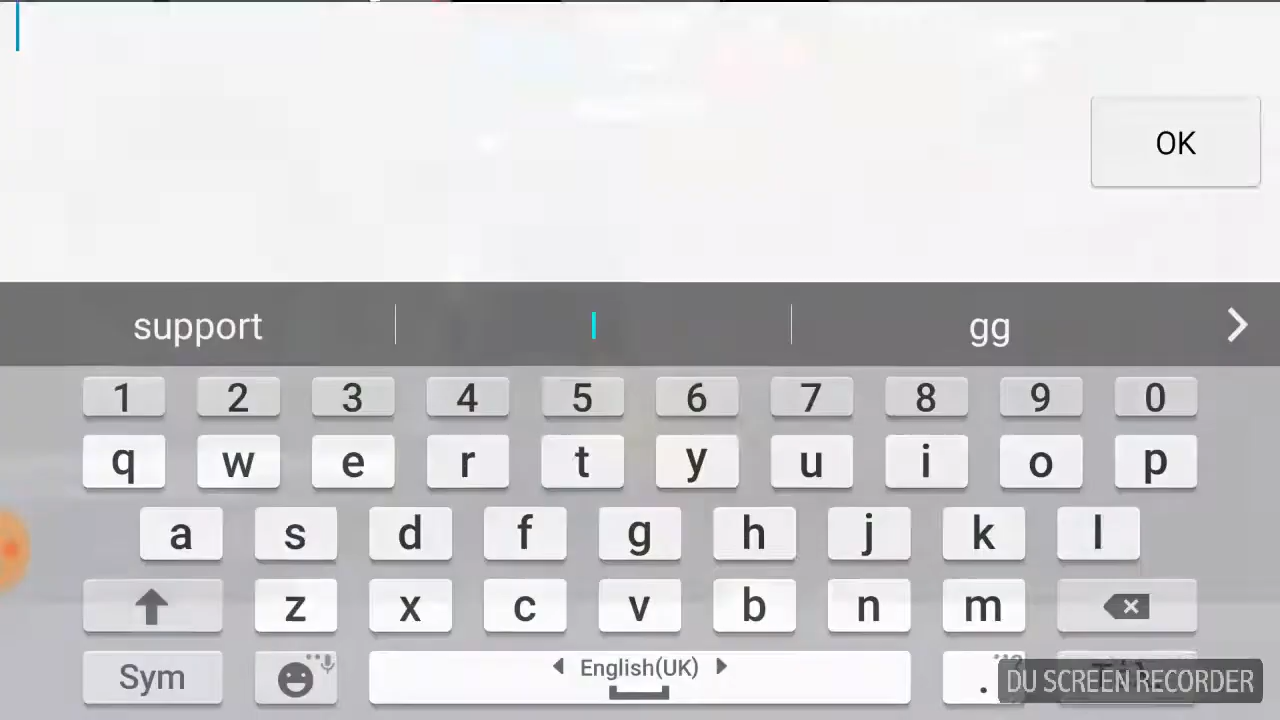 OK
support gg
1 2 3 4 5 6 7 8 9 0
q w e r t y u i o p
a s d f g h j k l
z x c v b n m
Sym English(UK) .
DU SCREEN RECORDER